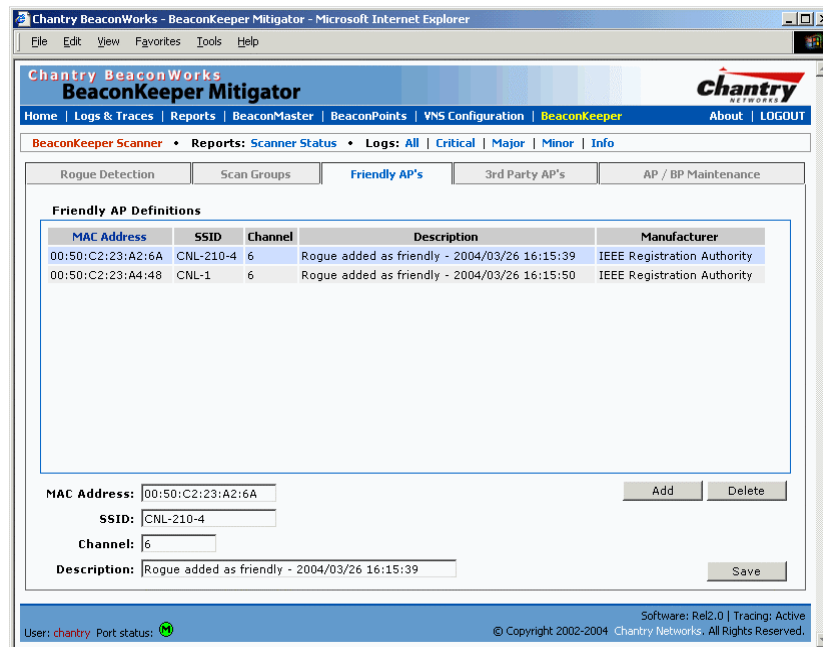 Chantry BeaconWorks - BeaconKeeper Mitigator - Microsoft Internet Explorer
File Edit View Favorites Tools Help
Chantry BeaconWorks
BeaconKeeper Mitigator
Chantry
NETWORKS
Home | Logs & Traces | Reports | BeaconMaster | BeaconPoints | VNS Configuration | BeaconKeeper About | LOGOUT
BeaconKeeper Scanner • Reports: Scanner Status • Logs: All | Critical | Major | Minor | Info
Rogue Detection Scan Groups Friendly AP's 3rd Party AP's AP / BP Maintenance
Friendly AP Definitions
MAC Address SSID Channel Description Manufacturer
00:50:C2:23:A2:6A CNL-210-4 6 Rogue added as friendly - 2004/03/26 16:15:39 IEEE Registration Authority
00:50:C2:23:A4:48 CNL-1 6 Rogue added as friendly - 2004/03/26 16:15:50 IEEE Registration Authority
MAC Address: 00:50:C2:23:A2:6A Add Delete
SSID: CNL-210-4
Channel: 6
Description: Rogue added as friendly - 2004/03/26 16:15:39 Save
Software: Rel2.0 | Tracing: Active
User: chantry Port status: M © Copyright 2002-2004 Chantry Networks. All Rights Reserved.